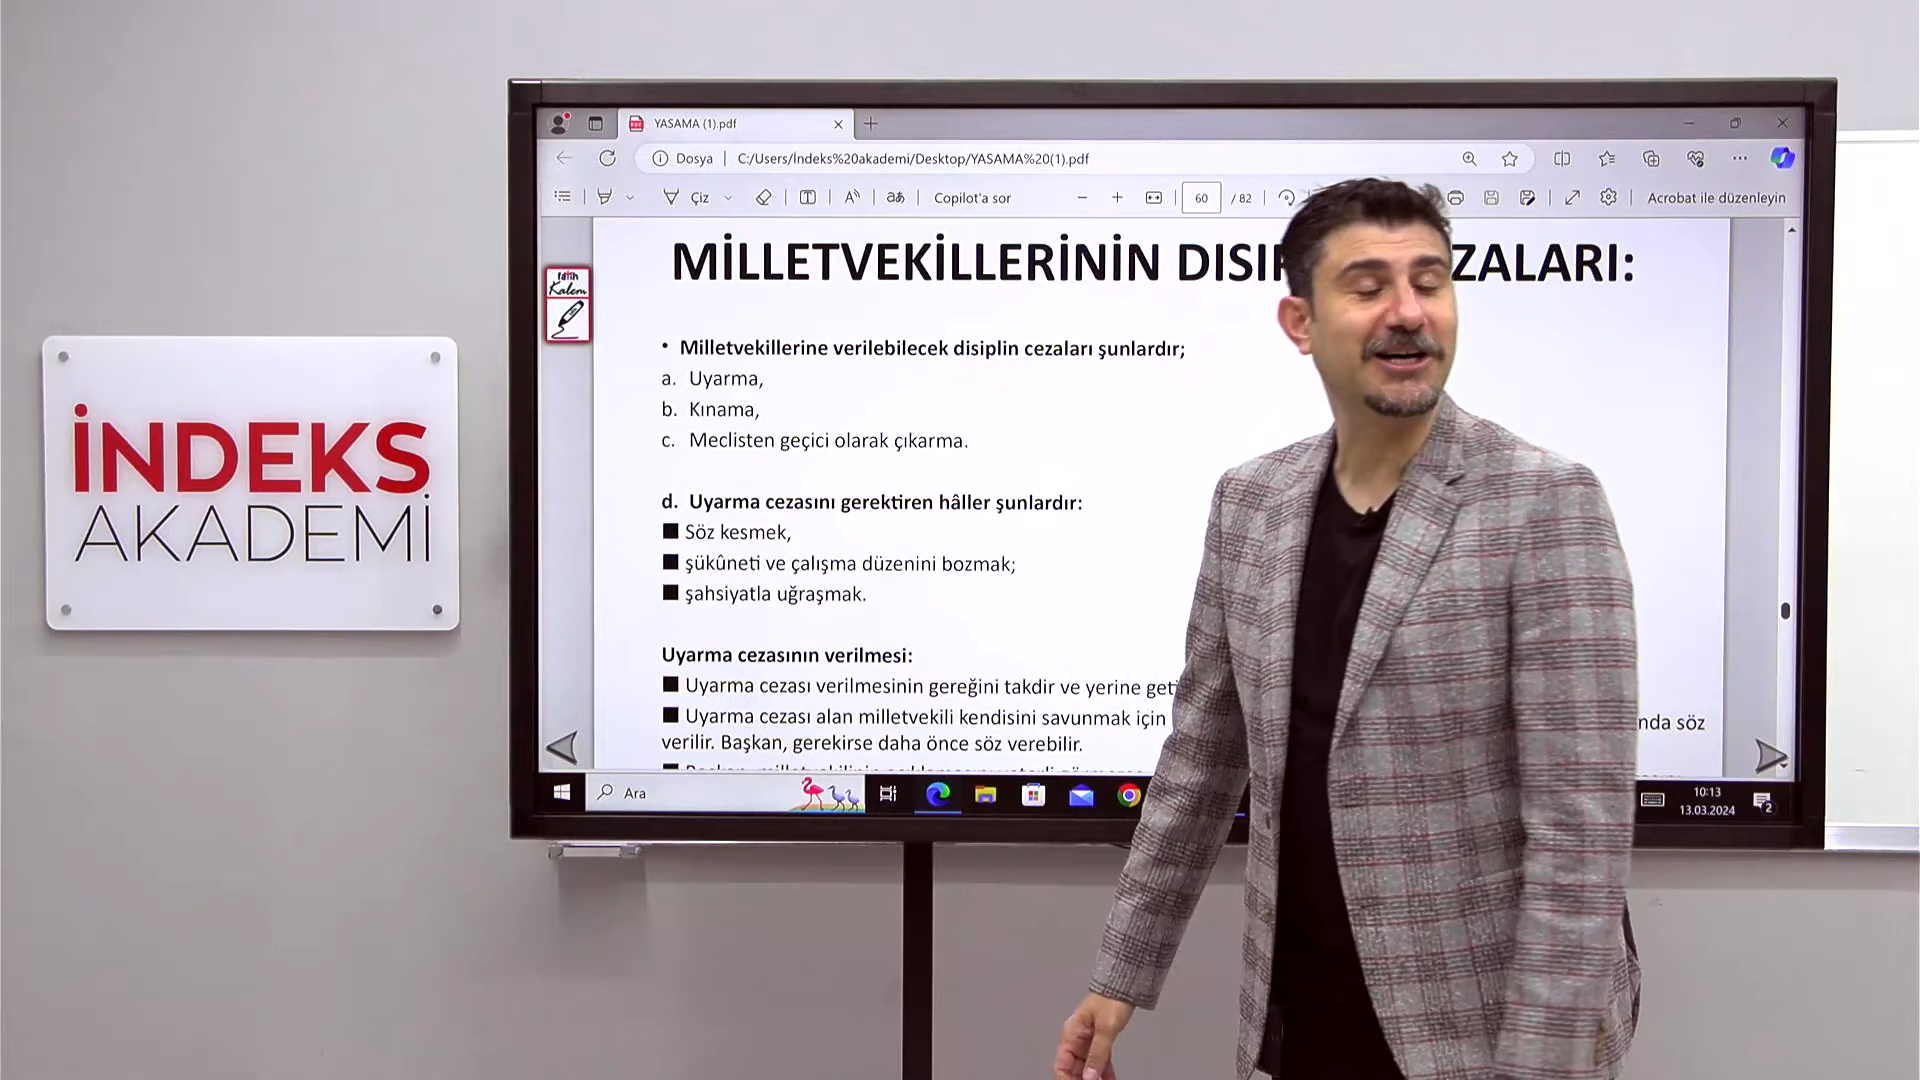 YASAMA (1).pdf
Dosya
C:/Users/İndeks%20akademi/Desktop/YASAMA%20(1).pdf
Çiz
aあ
Copilot'a sor
60
/ 82
Acrobat ile düzenleyin
fatih
Kalem
MİLLETVEKİLLERİNİN
ZALARI:
• Milletvekillerine verilebilecek disiplin cezaları şunlardır;
a. Uyarma,
b. Kınama,
c. Meclisten geçici olarak çıkarma.
d. Uyarma cezasını gerektiren hâller şunlardır:
Söz kesmek,
şükûneti ve çalışma düzenini bozmak;
şahsiyatla uğraşmak.
Uyarma cezasının verilmesi:
Uyarma cezası verilmesinin gereğini takdir ve yerine
Uyarma cezası alan milletvekili kendisini savunmak için
nda söz
verilir. Başkan, gerekirse daha önce söz verebilir.
Ara
10:13
13.03.2024
2
İNDEKS
AKADEMİ